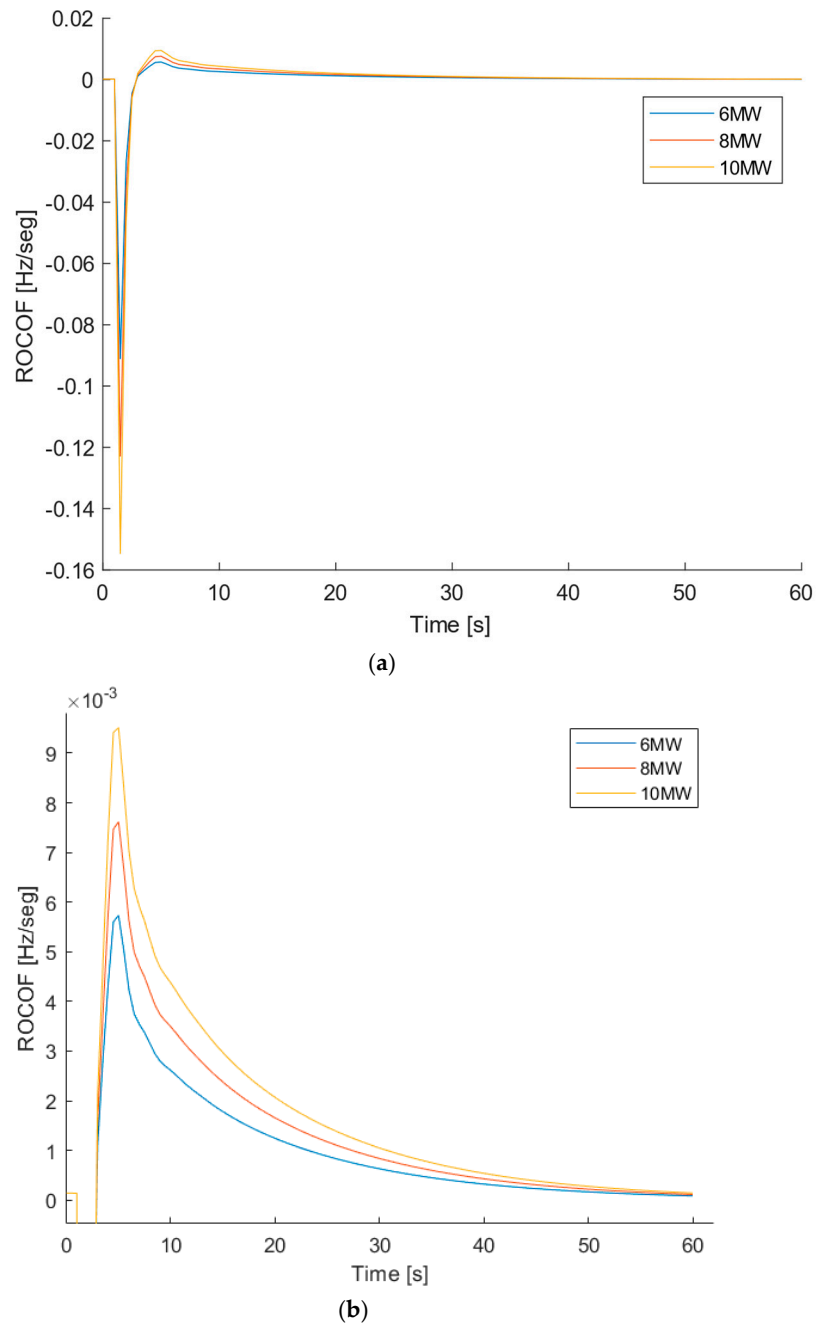 0.02
0
-0.02
-0.04
-0.06
-0.08
-0.1
-0.12
-0.14
-0.16
ROCOF [Hz/seg]
6MW
8MW
10MW
0 10 20 30 40 50 60
Time [s]
(a)
×10⁻³
9
8
7
6
5
4
3
2
1
0
ROCOF [Hz/seg]
6MW
8MW
10MW
0 10 20 30 40 50 60
Time [s]
(b)